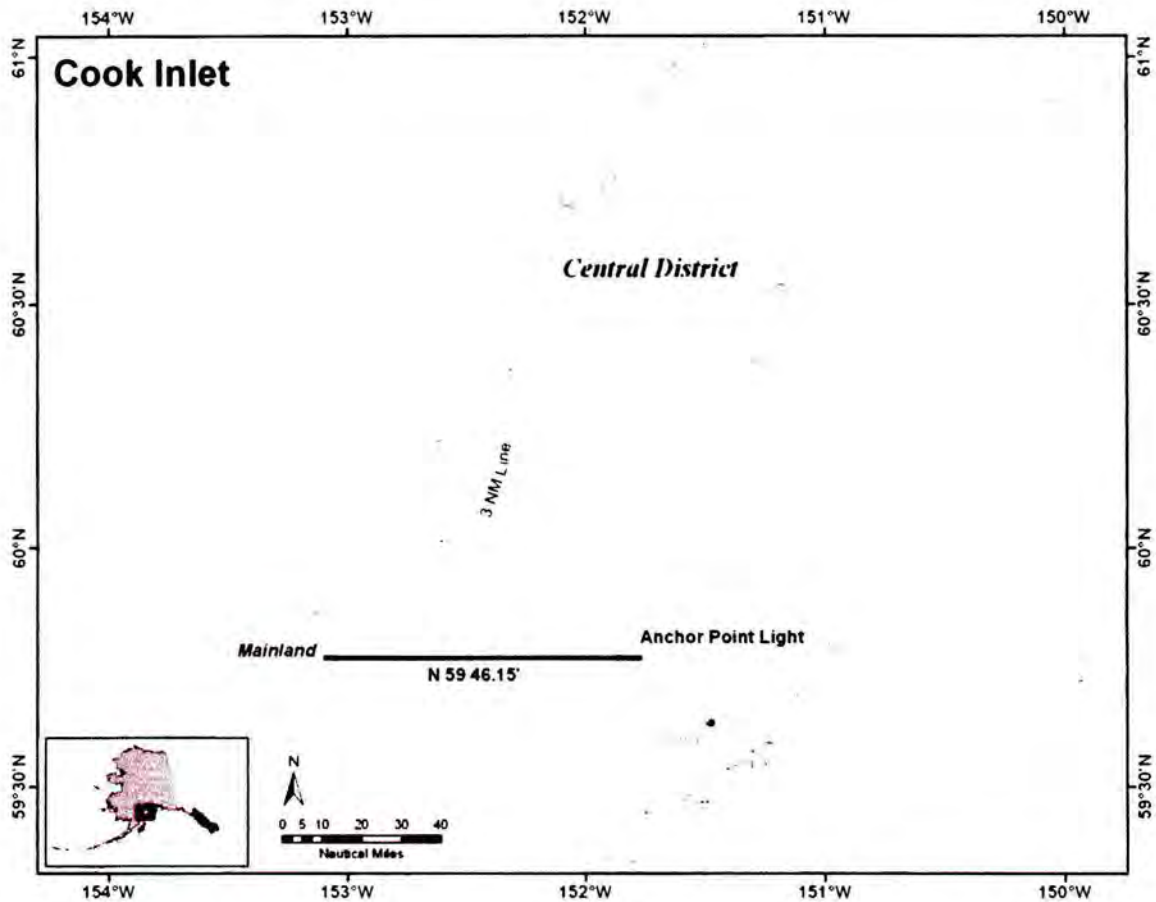 154°W 153°W 152°W 151°W 150°W
61°N 61°N
Cook Inlet
Central District
60°30'N 60°30'N
3 NM Line
60°N 60°N
Mainland
Anchor Point Light
N 59 46.15'
59°30'N 59°30'N
N
0 5 10 20 30 40
Nautical Miles
154°W 153°W 152°W 151°W 150°W